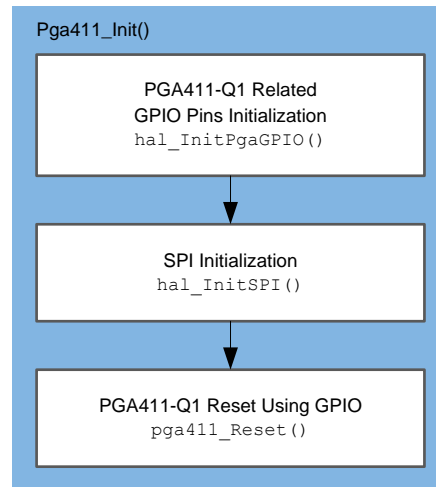 Pga411_Init()
PGA411-Q1 Related
GPIO Pins Initialization
hal_InitPgaGPIO()
SPI Initialization
hal_InitSPI()
PGA411-Q1 Reset Using GPIO
pga411_Reset()